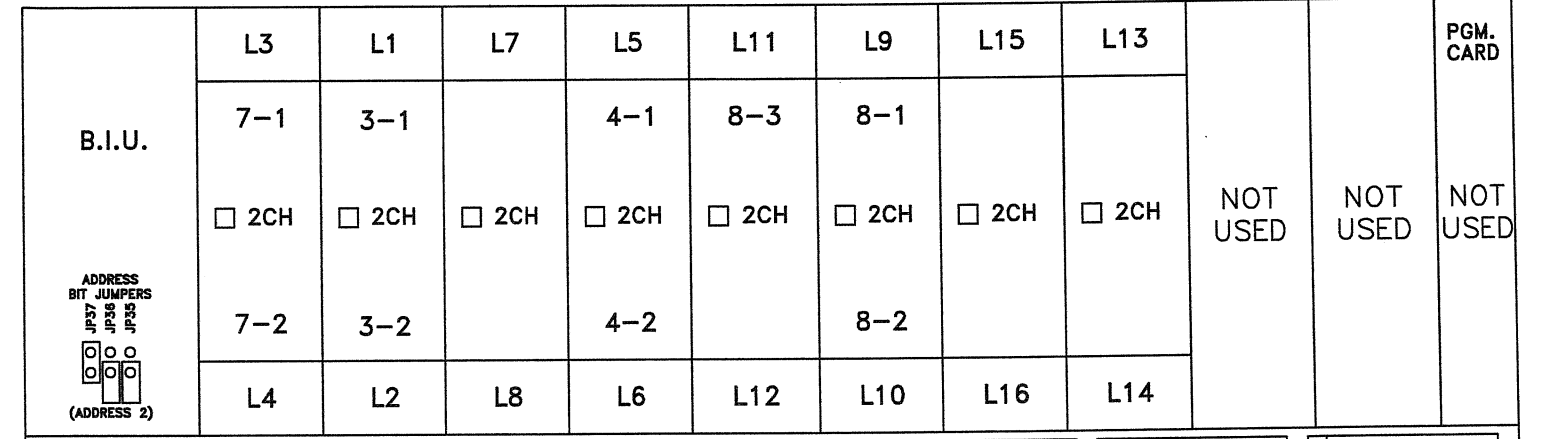 L3 L1 L7 L5 L11 L9 L15 L13 PGM.
CARD
7-1 3-1 4-1 8-3 8-1
B.I.U.
□ 2CH □ 2CH □ 2CH □ 2CH □ 2CH □ 2CH □ 2CH □ 2CH NOT NOT NOT
USED USED USED
ADDRESS
BIT JUMPERS
JP37 JP36 JP35
7-2 3-2 4-2 8-2
L4 L2 L8 L6 L12 L10 L16 L14
(ADDRESS 2)